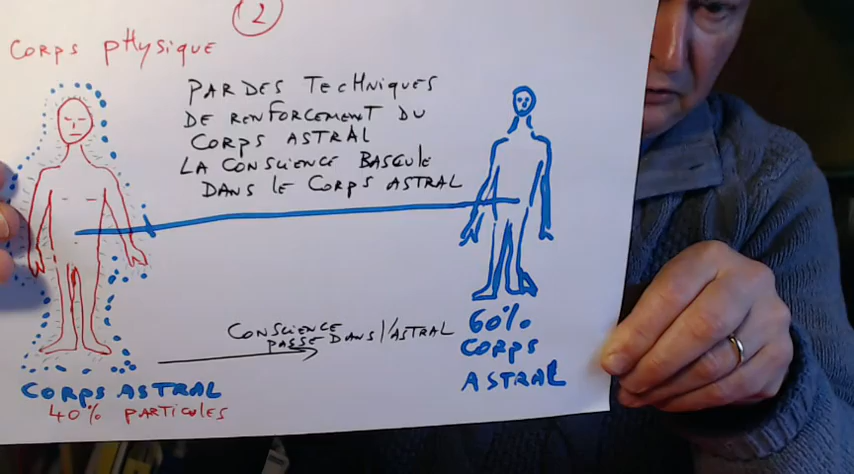 2
Corps pHysique
PAR DES TecHNiques
De RENFORCEMENT DU
CORPS ASTRAL
LA CONSCIENCE BASCULE
DANS le CORPS ASTRAL
CONSCIENCE
PASSE DANS l'ASTRAL
60%
CORPS
ASTRAL
CORPS ASTRAL
40% PARTICULES